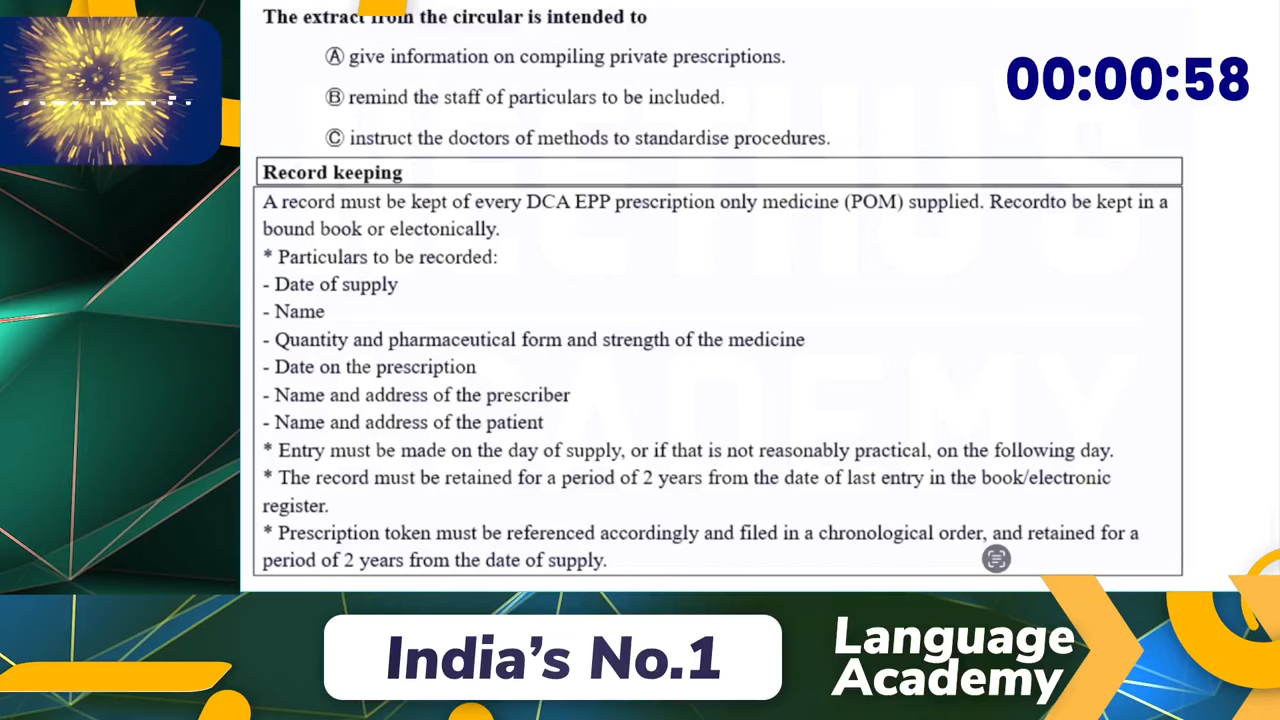 The extract from the circular is intended to
00:00:58
Ⓐ give information on compiling private prescriptions.
Ⓑ remind the staff of particulars to be included.
Ⓒ instruct the doctors of methods to standardise procedures.
Record keeping
A record must be kept of every DCA EPP prescription only medicine (POM) supplied. Recordto be kept in a
bound book or electonically.
* Particulars to be recorded:
- Date of supply
- Name
- Quantity and pharmaceutical form and strength of the medicine
- Date on the prescription
- Name and address of the prescriber
- Name and address of the patient
* Entry must be made on the day of supply, or if that is not reasonably practical, on the following day.
* The record must be retained for a period of 2 years from the date of last entry in the book/electronic
register.
* Prescription token must be referenced accordingly and filed in a chronological order, and retained for a
period of 2 years from the date of supply.
India's No.1
Language
Academy